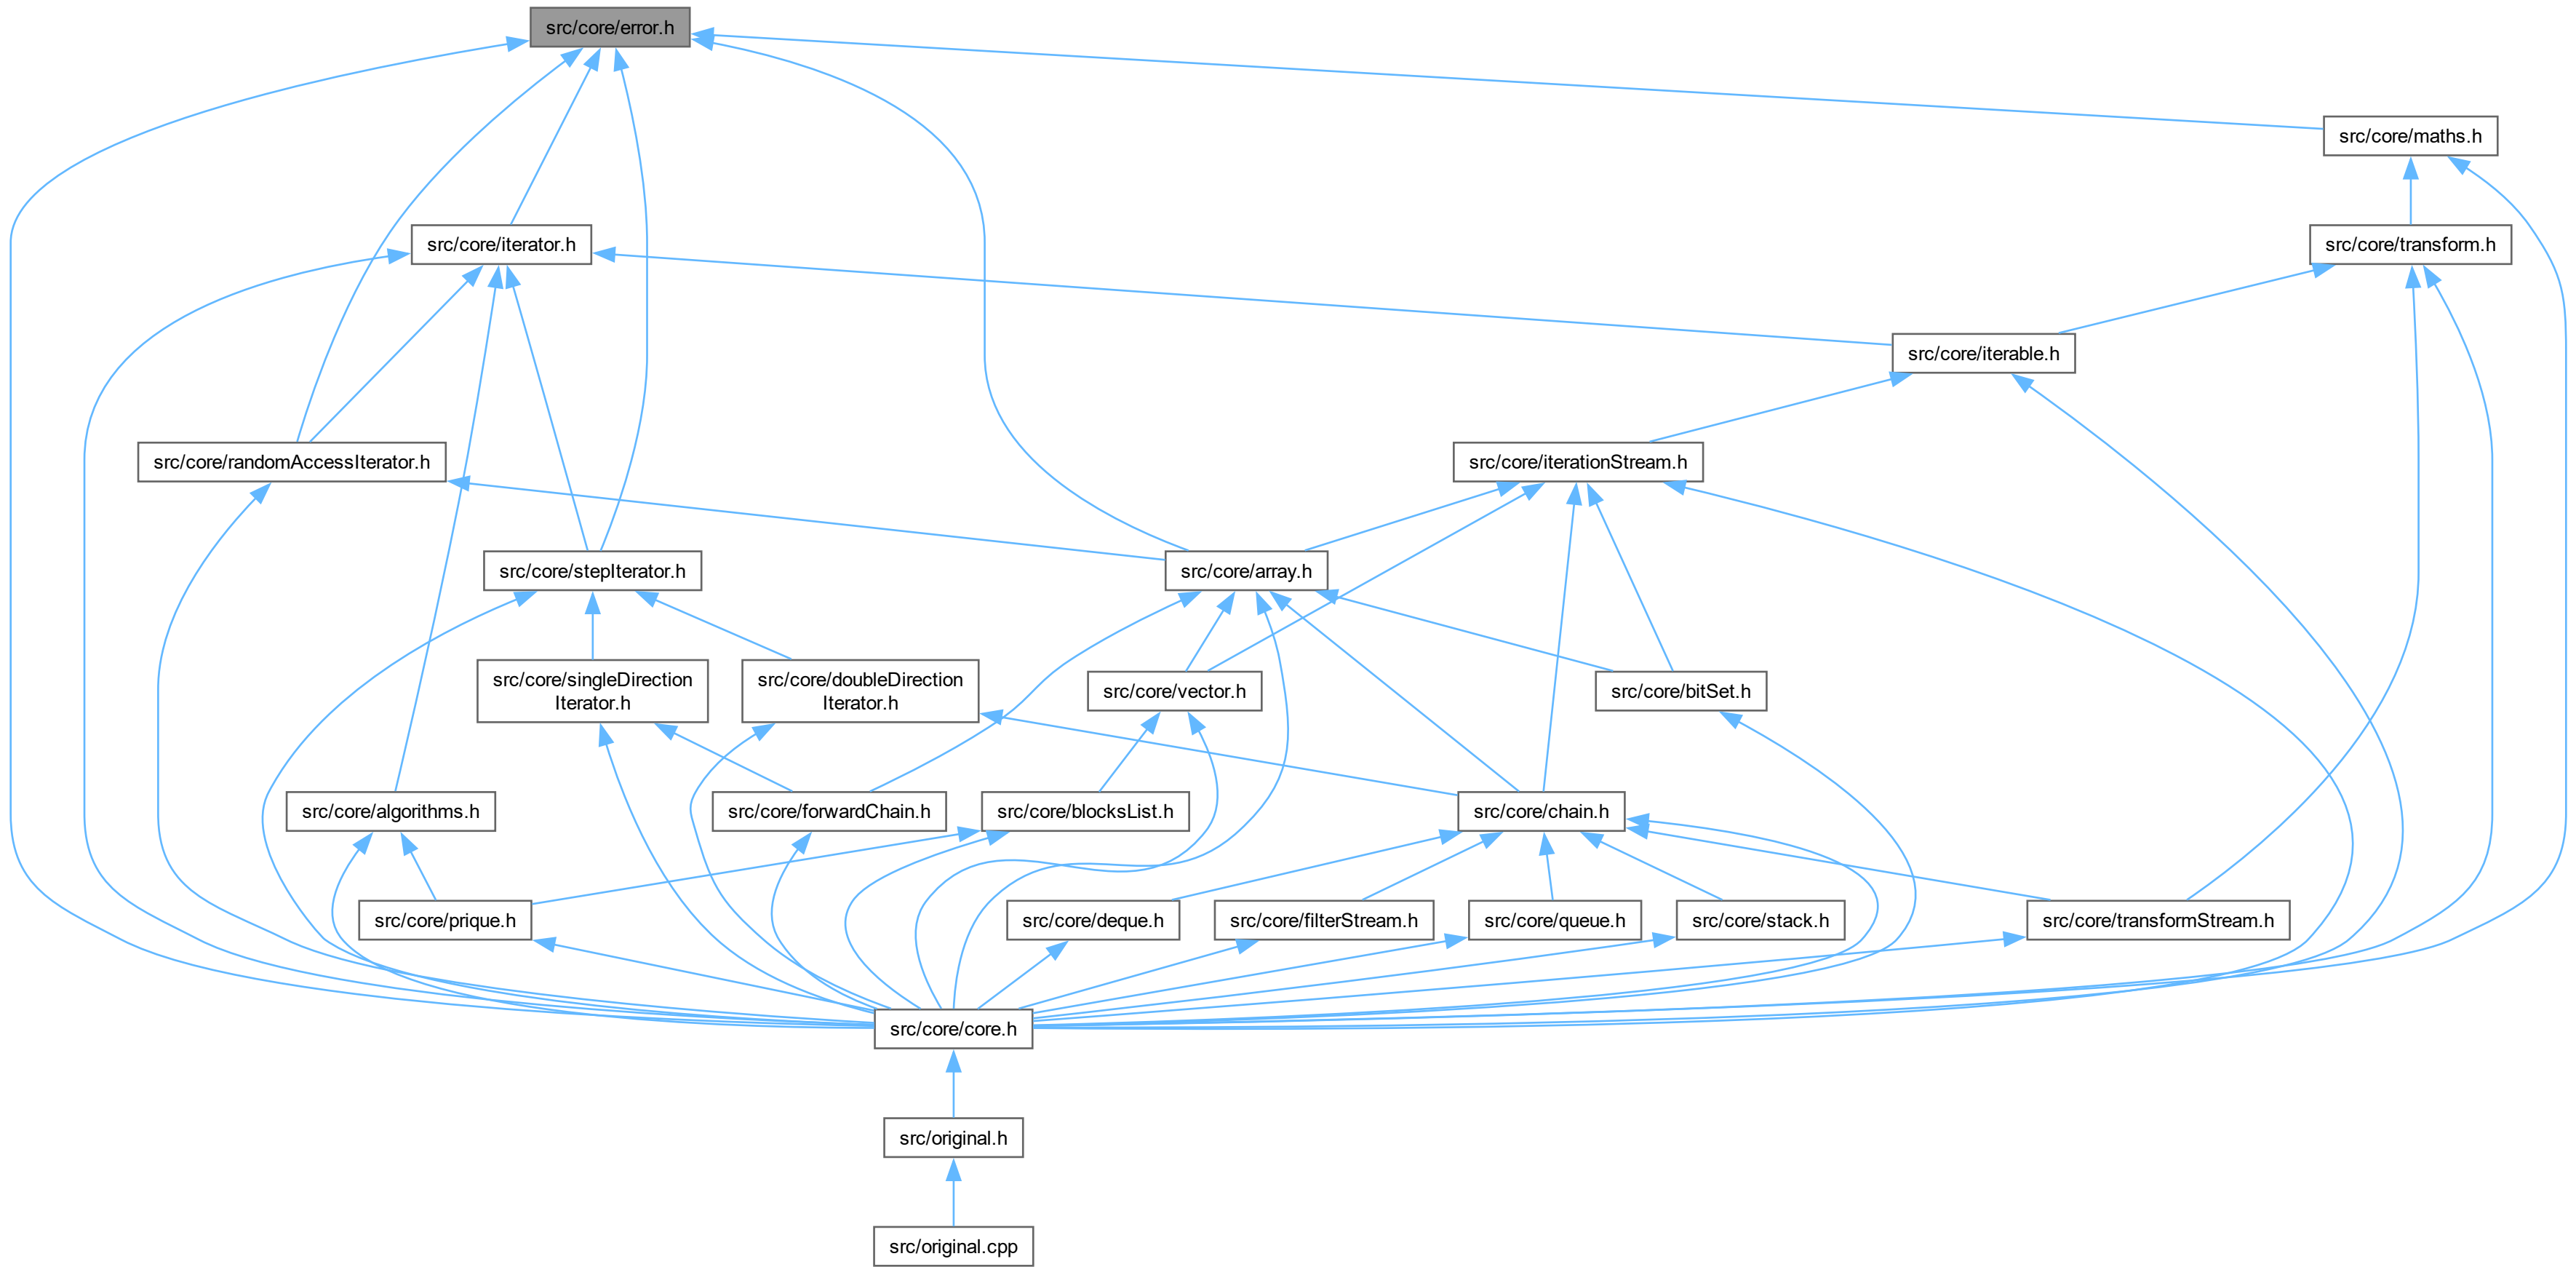 src/core/error.h
src/core/maths.h
src/core/iterator.h
src/core/transform.h
src/core/iterable.h
src/core/randomAccessIterator.h
src/core/iterationStream.h
src/core/stepIterator.h
src/core/array.h
src/core/singleDirection
Iterator.h
src/core/doubleDirection
Iterator.h
src/core/vector.h
src/core/bitSet.h
src/core/algorithms.h
src/core/forwardChain.h
src/core/blocksList.h
src/core/chain.h
src/core/prique.h
src/core/deque.h
src/core/filterStream.h
src/core/queue.h
src/core/stack.h
src/core/transformStream.h
src/core/core.h
src/original.h
src/original.cpp